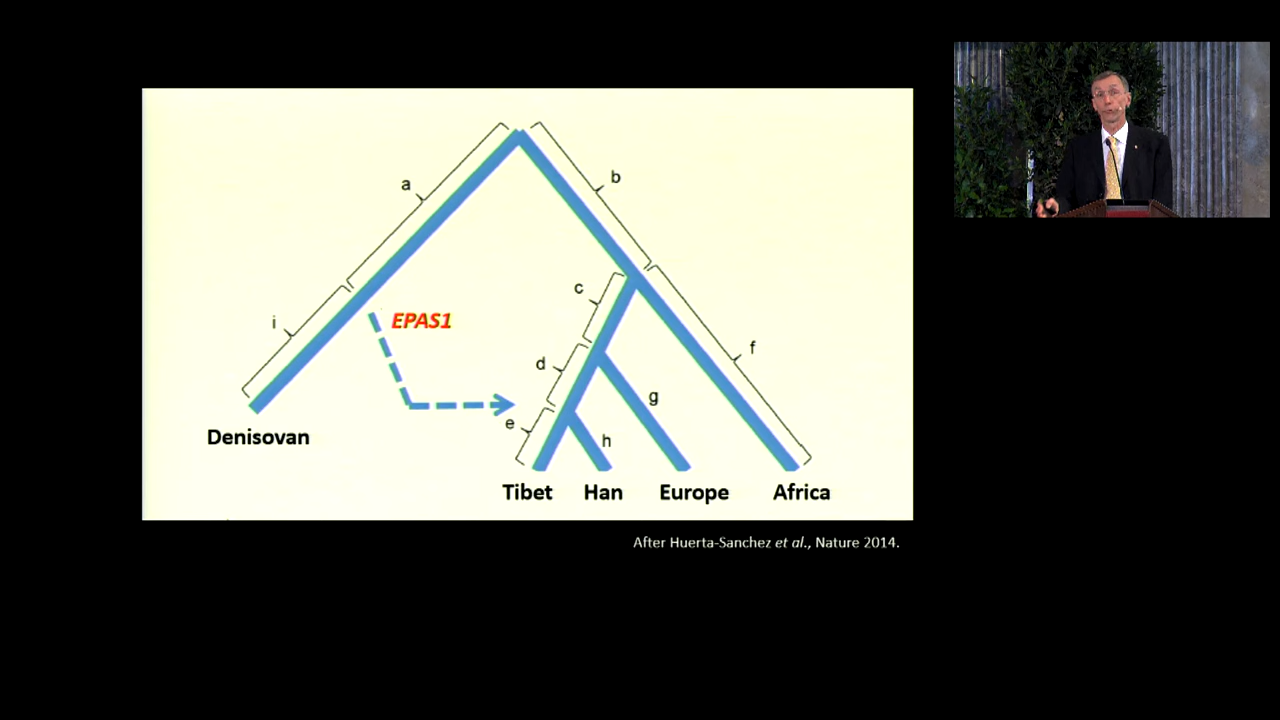 a
b
c
i
EPAS1
f
d
g
e
h
Denisovan
Tibet Han Europe Africa
After Huerta-Sanchez et al., Nature 2014.